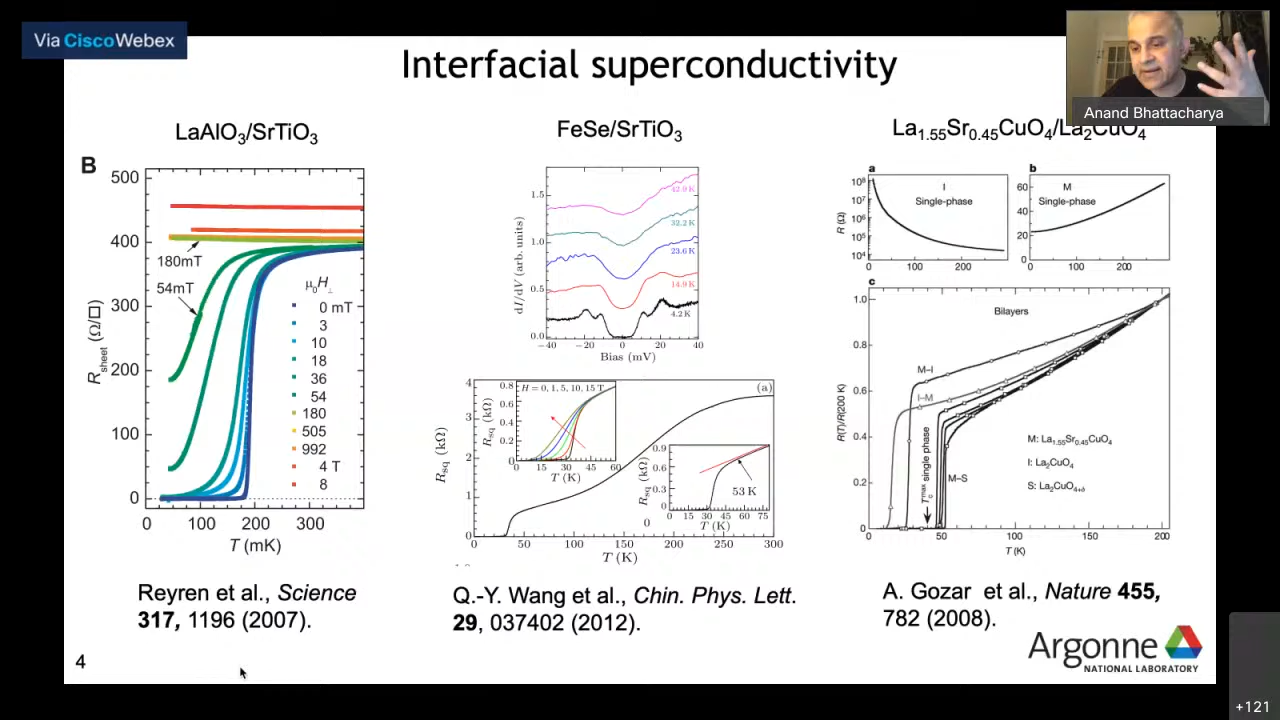 Via CiscoWebex
Interfacial superconductivity
Anand Bhattacharya
LaAlO₃/SrTiO₃
FeSe/SrTiO₃
La₁.₅₅Sr₀.₄₅CuO₄/La₂CuO₄
B
500
400
300
200
100
0
R_sheet (Ω/□)
180mT
54mT
μ₀H⊥
0 mT
3
10
18
36
54
180
505
992
4 T
8
0
100
200
300
T (mK)
1.5
1.0
0.5
0.0
dI/dV (arb. units)
42.0 K
32.2 K
23.6 K
14.9 K
4.2 K
−40
−20
0
20
40
Bias (mV)
(a)
4
3
2
1
0
R_sq (kΩ)
H = 0, 1, 5, 10, 15 T
0.8
0.6
0.4
0.2
0
R_sq (kΩ)
0 15 30 45 60
T (K)
0.9
0.6
0.3
0
R_sq (kΩ)
53 K
0 15 30 45 60 75
T (K)
0
0 50 100 150 200 250 300
T (K)
a
10⁸
10⁷
10⁶
10⁵
10⁴
R (Ω)
I
Single-phase
0 100 200
b
60
40
20
0
M
Single-phase
0 100 200
c
1.0
0.8
0.6
0.4
0.2
0
R(T)/R(200 K)
Bilayers
M–I
I–M
M–S
T_c^max single phase
M: La₁.₅₅Sr₀.₄₅CuO₄
I: La₂CuO₄
S: La₂CuO₄₊δ
0 50 100 150 200
T (K)
Reyren et al., Science
317, 1196 (2007).
Q.-Y. Wang et al., Chin. Phys. Lett.
29, 037402 (2012).
A. Gozar et al., Nature 455,
782 (2008).
4
Argonne
NATIONAL LABORATORY
+121